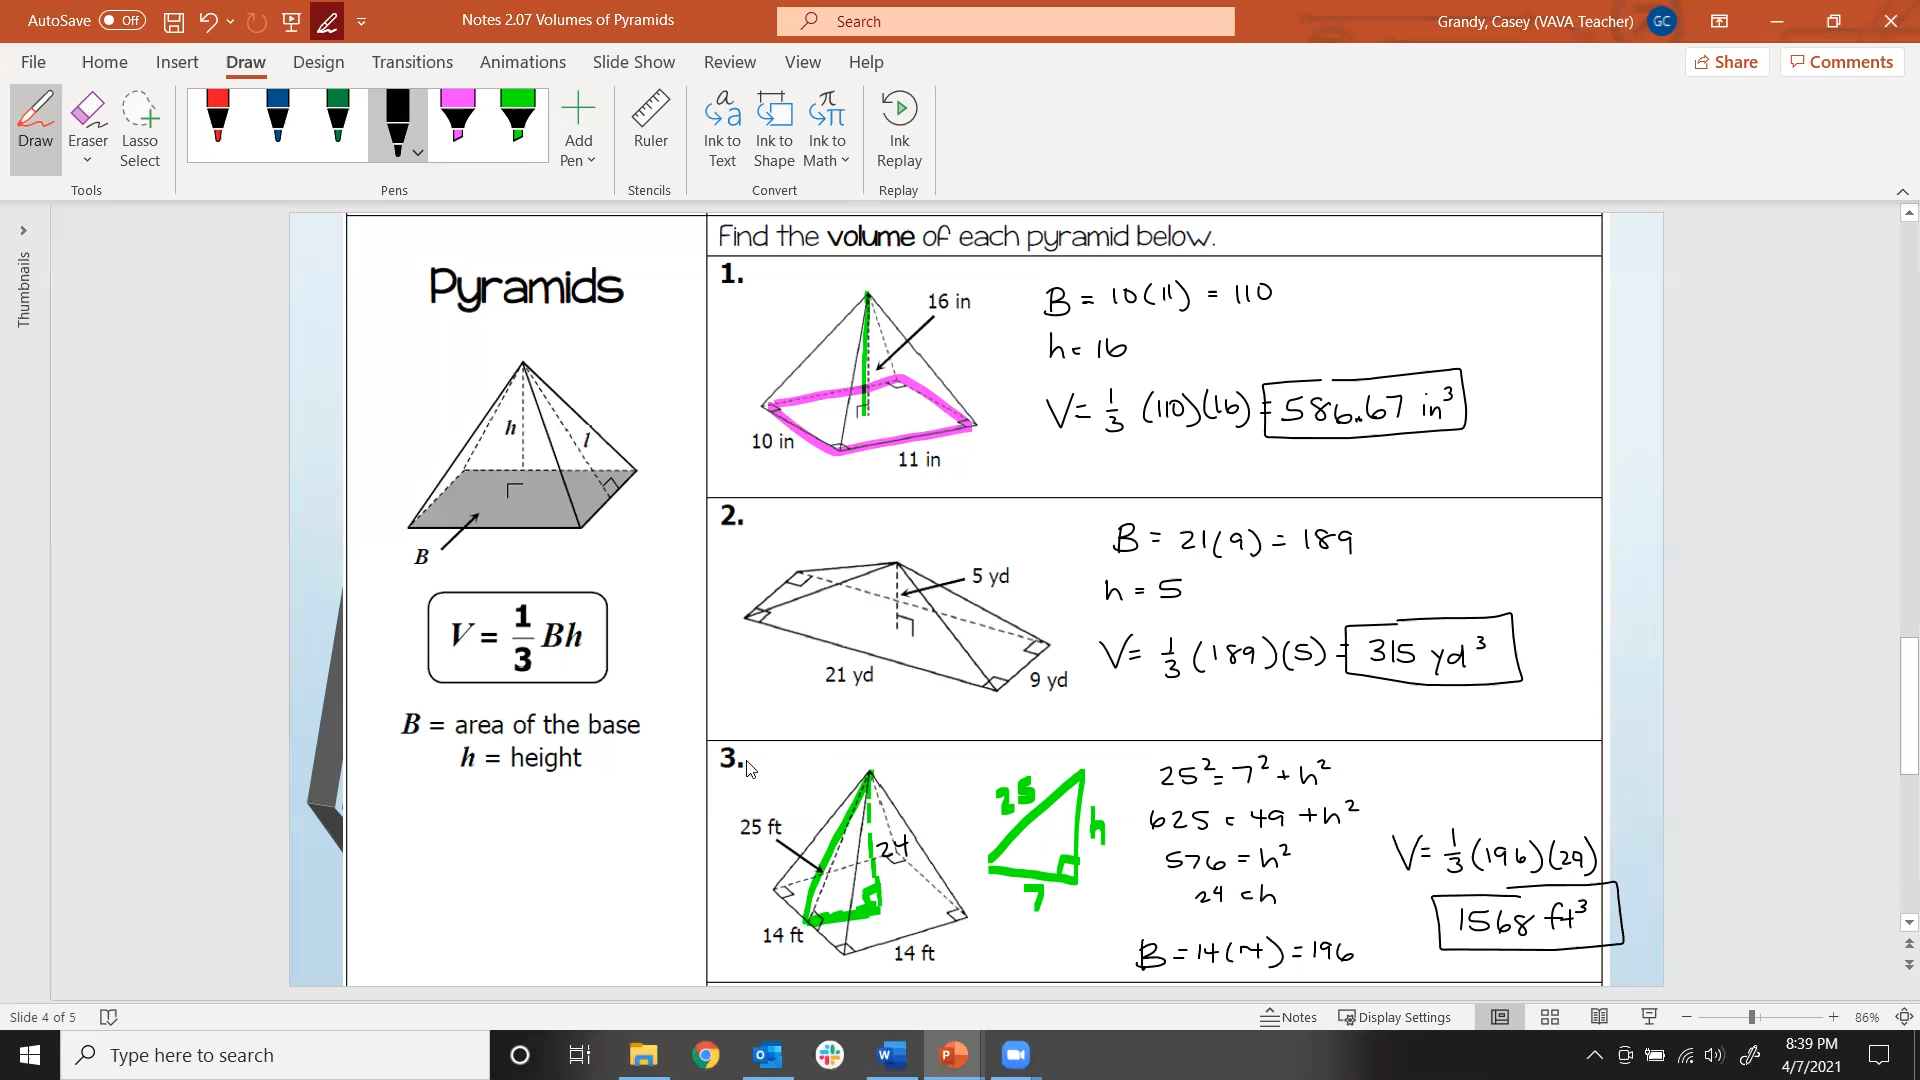 AutoSave Off
Notes 2.07 Volumes of Pyramids
Search
Grandy, Casey (VAVA Teacher) GC
File Home Insert Draw Design Transitions Animations Slide Show Review View Help
Share Comments
Draw
Eraser
Lasso Select
Add Pen
Ruler
Ink to Text
Ink to Shape
Ink to Math
Ink Replay
Tools Pens Stencils Convert Replay
Thumbnails
Pyramids
h
l
B
V = 1/3 Bh
B = area of the base
h = height
Find the volume of each pyramid below.
1.
16 in
10 in
11 in
B = 10(11) = 110
h = 16
V = 1/3 (110)(16) = 586.67 in³
2.
5 yd
21 yd
9 yd
B = 21(9) = 189
h = 5
V = 1/3 (189)(5) = 315 yd³
3.
25 ft
24
14 ft
14 ft
25
h
7
25² = 7² + h²
625 = 49 + h²
576 = h²
24 = h
B = 14(14) = 196
V = 1/3 (196)(29)
1568 ft³
Slide 4 of 5
Notes
Display Settings
86%
Type here to search
8:39 PM
4/7/2021